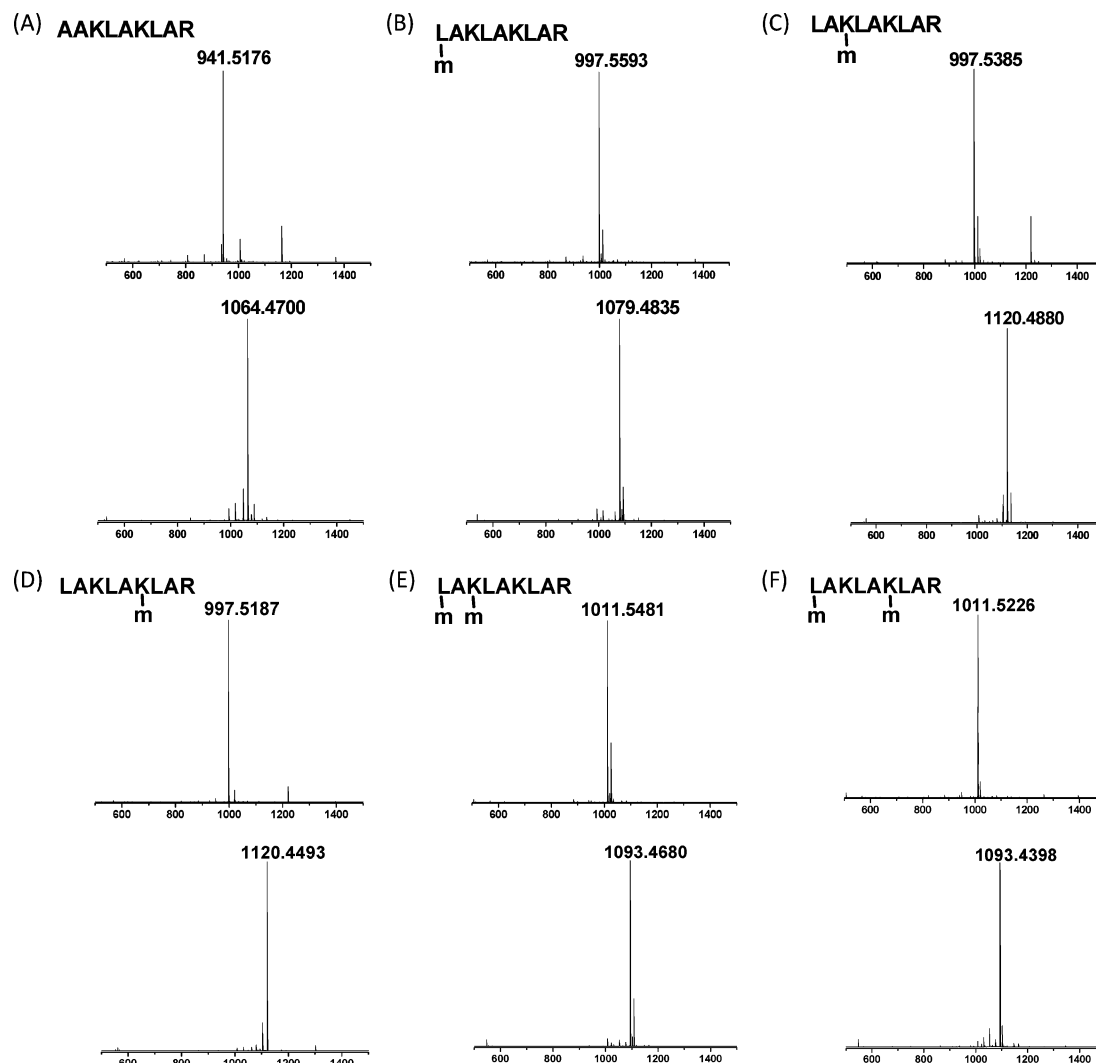 (A) AAKLAKLAR
941.5176
600 800 1000 1200 1400
1064.4700
600 800 1000 1200 1400
(B) LAKLAKLAR
m
997.5593
600 800 1000 1200 1400
1079.4835
600 800 1000 1200 1400
(C) LAKLAKLAR
m
997.5385
600 800 1000 1200 1400
1120.4880
600 800 1000 1200 1400
(D) LAKLAKLAR
m
997.5187
600 800 1000 1200 1400
1120.4493
600 800 1000 1200 1400
(E) LAKLAKLAR
m m
1011.5481
600 800 1000 1200 1400
1093.4680
600 800 1000 1200 1400
(F) LAKLAKLAR
m m
1011.5226
600 800 1000 1200 1400
1093.4398
600 800 1000 1200 1400